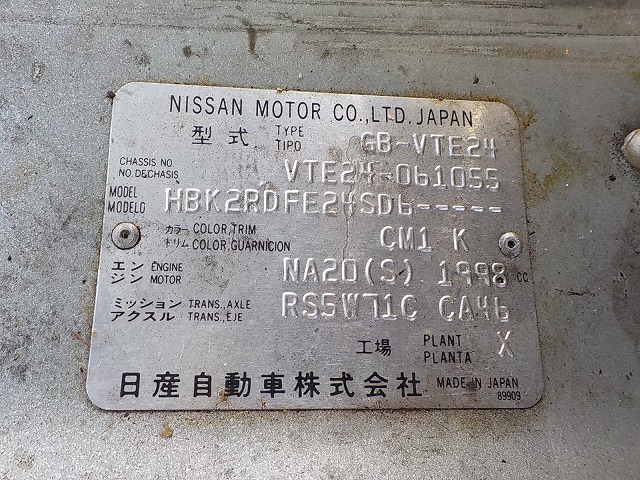 NISSAN MOTOR CO.,LTD. JAPAN
型式 TYPE TIPO GB-VTE24
CHASSIS NO. NO.DECHASIS VTE24-061055
MODEL MODELO HBK2RDFE24SD6-----
カラー COLOR,TRIM トリム COLOR,GUARNICION CM1 K
エンジン ENGINE MOTOR NA20(S) 1998 CC
ミッション TRANS.,AXLE アクスル TRANS.,EJE RS5W71C CA46
工場 PLANT PLANTA X
日産自動車株式会社 MADE IN JAPAN
89909